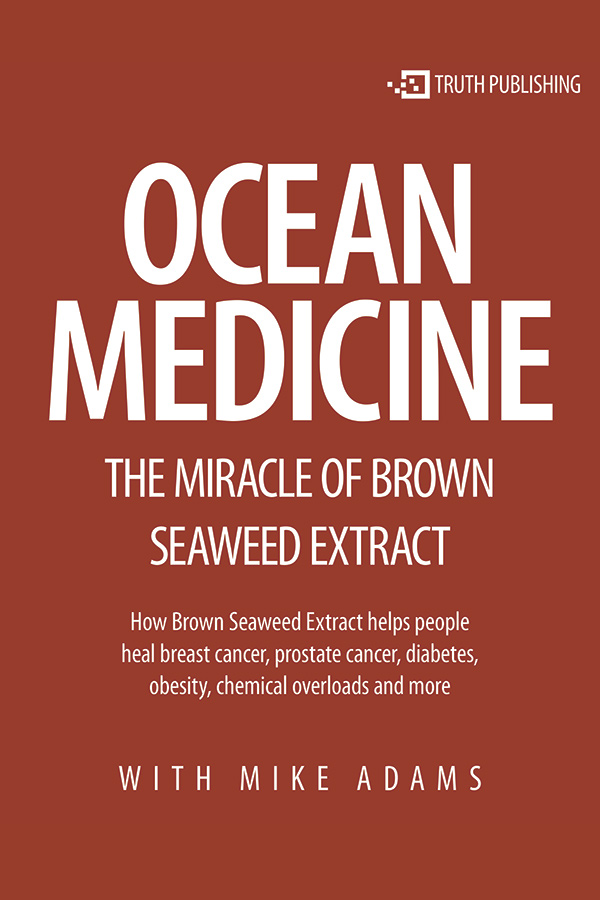 TRUTH PUBLISHING
OCEAN
MEDICINE
THE MIRACLE OF BROWN
SEAWEED EXTRACT
How Brown Seaweed Extract helps people
heal breast cancer, prostate cancer, diabetes,
obesity, chemical overloads and more
WITH MIKE ADAMS